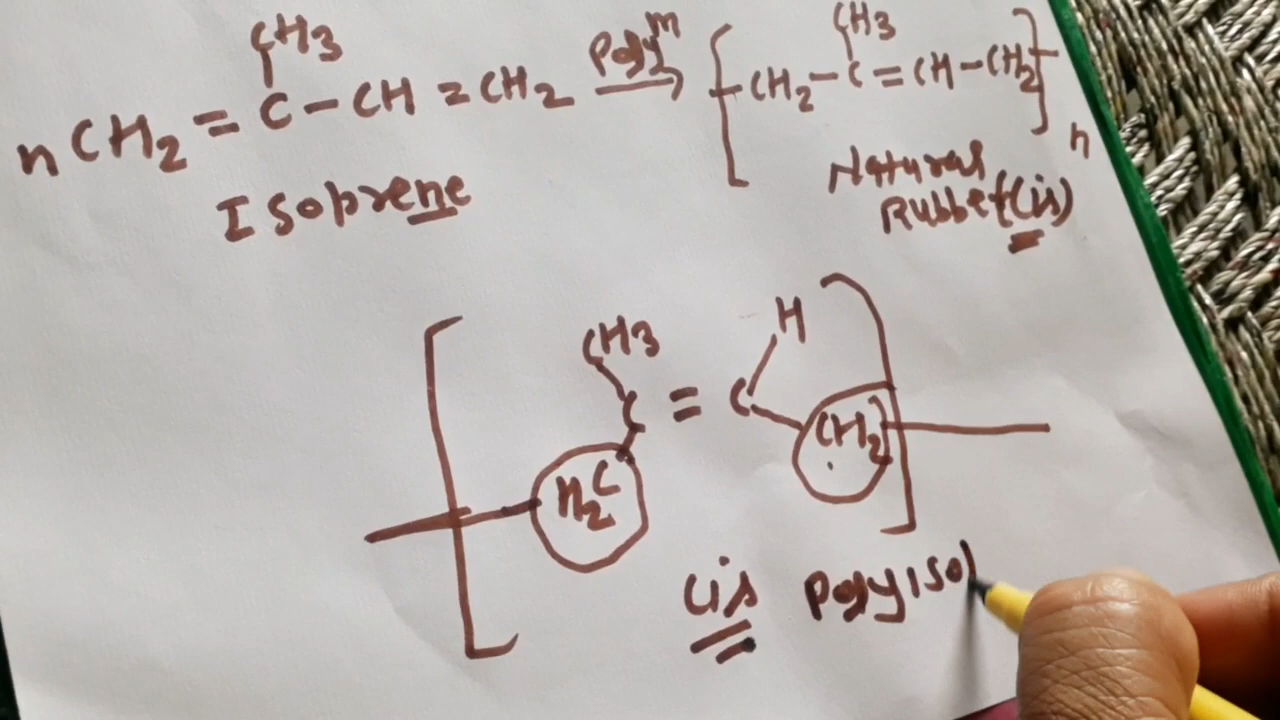 CH3 CH3
nCH2 = C - CH = CH2 Polym → [ - CH2 - C = CH - CH2 ] - n
Isoprene
Natural
Rubber (cis)
H
CH3
C = C
CH2
H2C
cis Polyiso